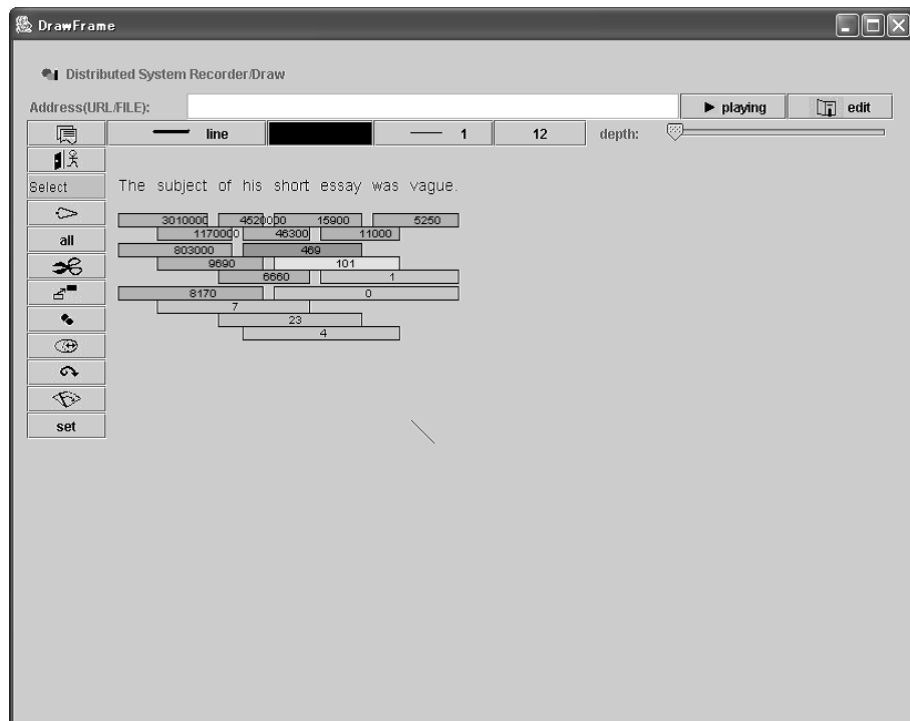 DrawFrame
Distributed System Recorder/Draw
Address(URL/FILE): playing edit
line 1 12 depth:
Select
The subject of his short essay was vague.
3010000 4520000 15900 5250
all 1170000 46300 11000
803000 469
9690 101
6660 1
8170 0
7
23
4
set